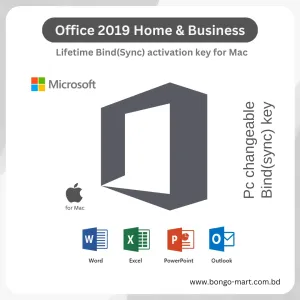 Office 2019 Home & Business
Lifetime Bind(Sync) activation key for Mac
Microsoft
Pc changeable
Bind(sync) key
for Mac
Word
Excel
PowerPoint
Outlook
www.bongo-mart.com.bd